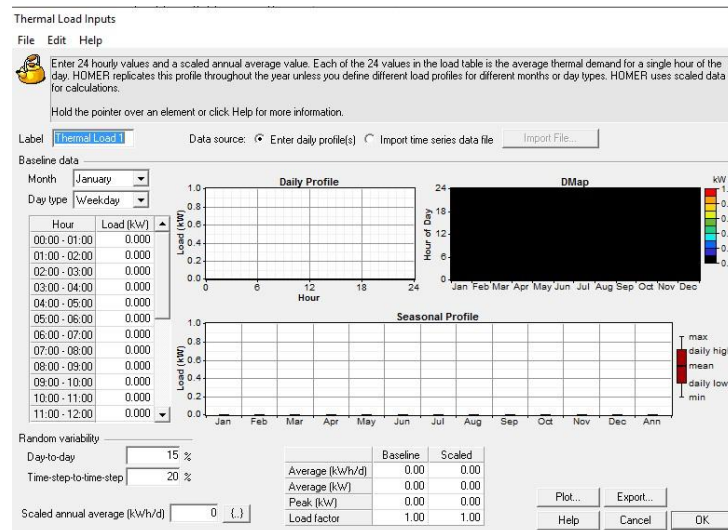 Thermal Load Inputs
File Edit Help
Enter 24 hourly values and a scaled annual average value. Each of the 24 values in the load table is the average thermal demand for a single hour of the
day. HOMER replicates this profile throughout the year unless you define different load profiles for different months or day types. HOMER uses scaled data
for calculations.
Hold the pointer over an element or click Help for more information.
Label Thermal Load 1 Data source: Enter daily profile(s) Import time series data file Import File...
Baseline data
Month January
Day type Weekday
Hour Load (kW)
00:00 - 01:00 0.000
01:00 - 02:00 0.000
02:00 - 03:00 0.000
03:00 - 04:00 0.000
04:00 - 05:00 0.000
05:00 - 06:00 0.000
06:00 - 07:00 0.000
07:00 - 08:00 0.000
08:00 - 09:00 0.000
09:00 - 10:00 0.000
10:00 - 11:00 0.000
11:00 - 12:00 0.000
Daily Profile
Load (kW)
1.0
0.8
0.6
0.4
0.2
0.0
0 6 12 18 24
Hour
DMap
Hour of Day
24
18
12
6
0
Jan Feb Mar Apr May Jun Jul Aug Sep Oct Nov Dec
kW
Seasonal Profile
Load (kW)
1.0
0.8
0.6
0.4
0.2
0.0
Jan Feb Mar Apr May Jun Jul Aug Sep Oct Nov Dec Ann
max
daily high
mean
daily low
min
Random variability
Day-to-day 15 %
Time-step-to-time-step 20 %
Scaled annual average (kWh/d) 0 {..}
Baseline Scaled
Average (kWh/d) 0.00 0.00
Average (kW) 0.00 0.00
Peak (kW) 0.00 0.00
Load factor 1.00 1.00
Plot... Export...
Help Cancel OK